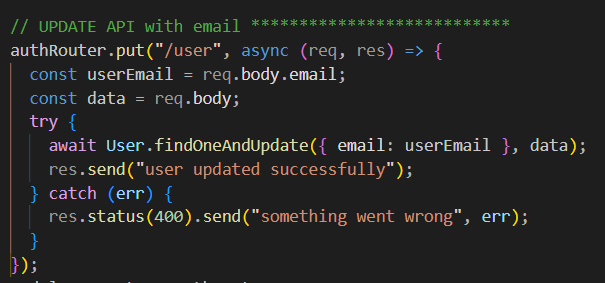 // UPDATE API with email ***************************
authRouter.put("/user", async (req, res) => {
  const userEmail = req.body.email;
  const data = req.body;
  try {
    await User.findOneAndUpdate({ email: userEmail }, data);
    res.send("user updated successfully");
  } catch (err) {
    res.status(400).send("something went wrong", err);
  }
});